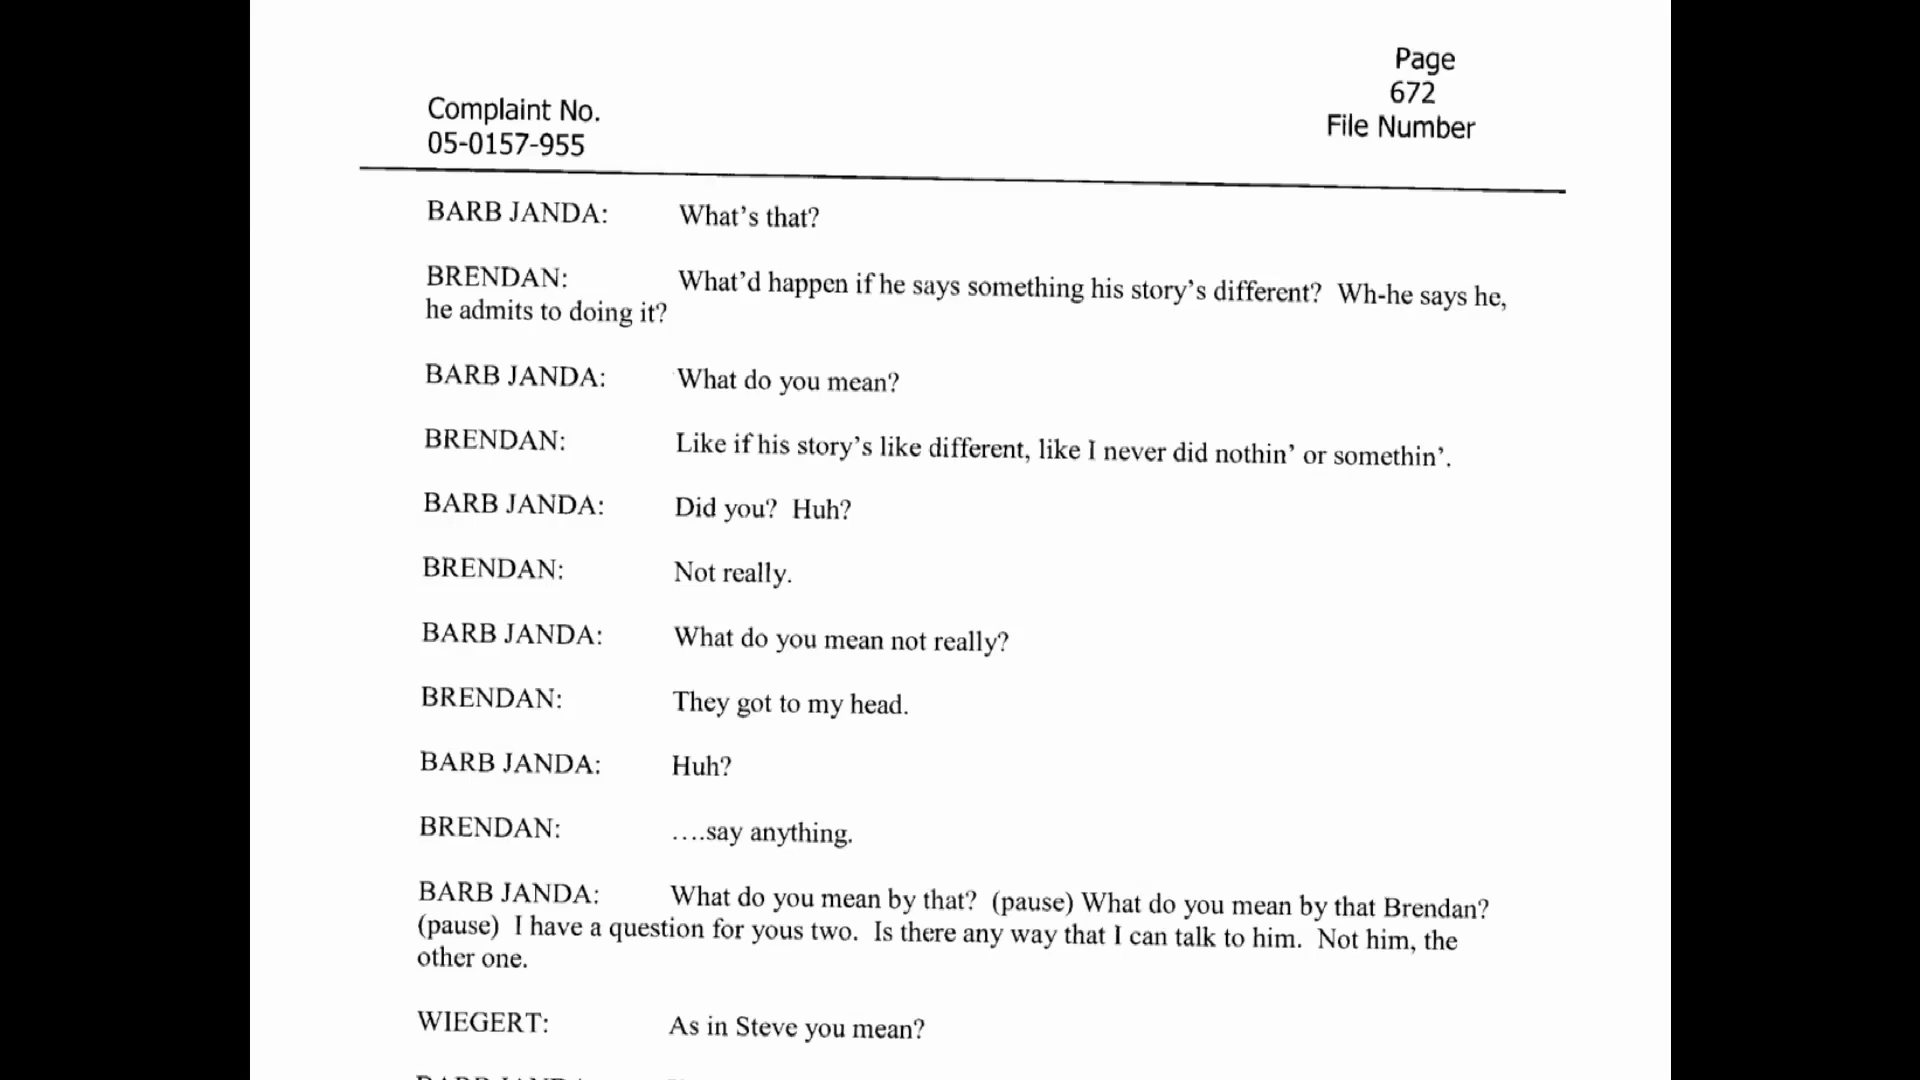 Page
672
File Number
Complaint No.
05-0157-955
BARB JANDA: What's that?
BRENDAN: What'd happen if he says something his story's different? Wh-he says he,
he admits to doing it?
BARB JANDA: What do you mean?
BRENDAN: Like if his story's like different, like I never did nothin' or somethin'.
BARB JANDA: Did you? Huh?
BRENDAN: Not really.
BARB JANDA: What do you mean not really?
BRENDAN: They got to my head.
BARB JANDA: Huh?
BRENDAN: ….say anything.
BARB JANDA: What do you mean by that? (pause) What do you mean by that Brendan?
(pause) I have a question for yous two. Is there any way that I can talk to him. Not him, the
other one.
WIEGERT: As in Steve you mean?
BARB JANDA: